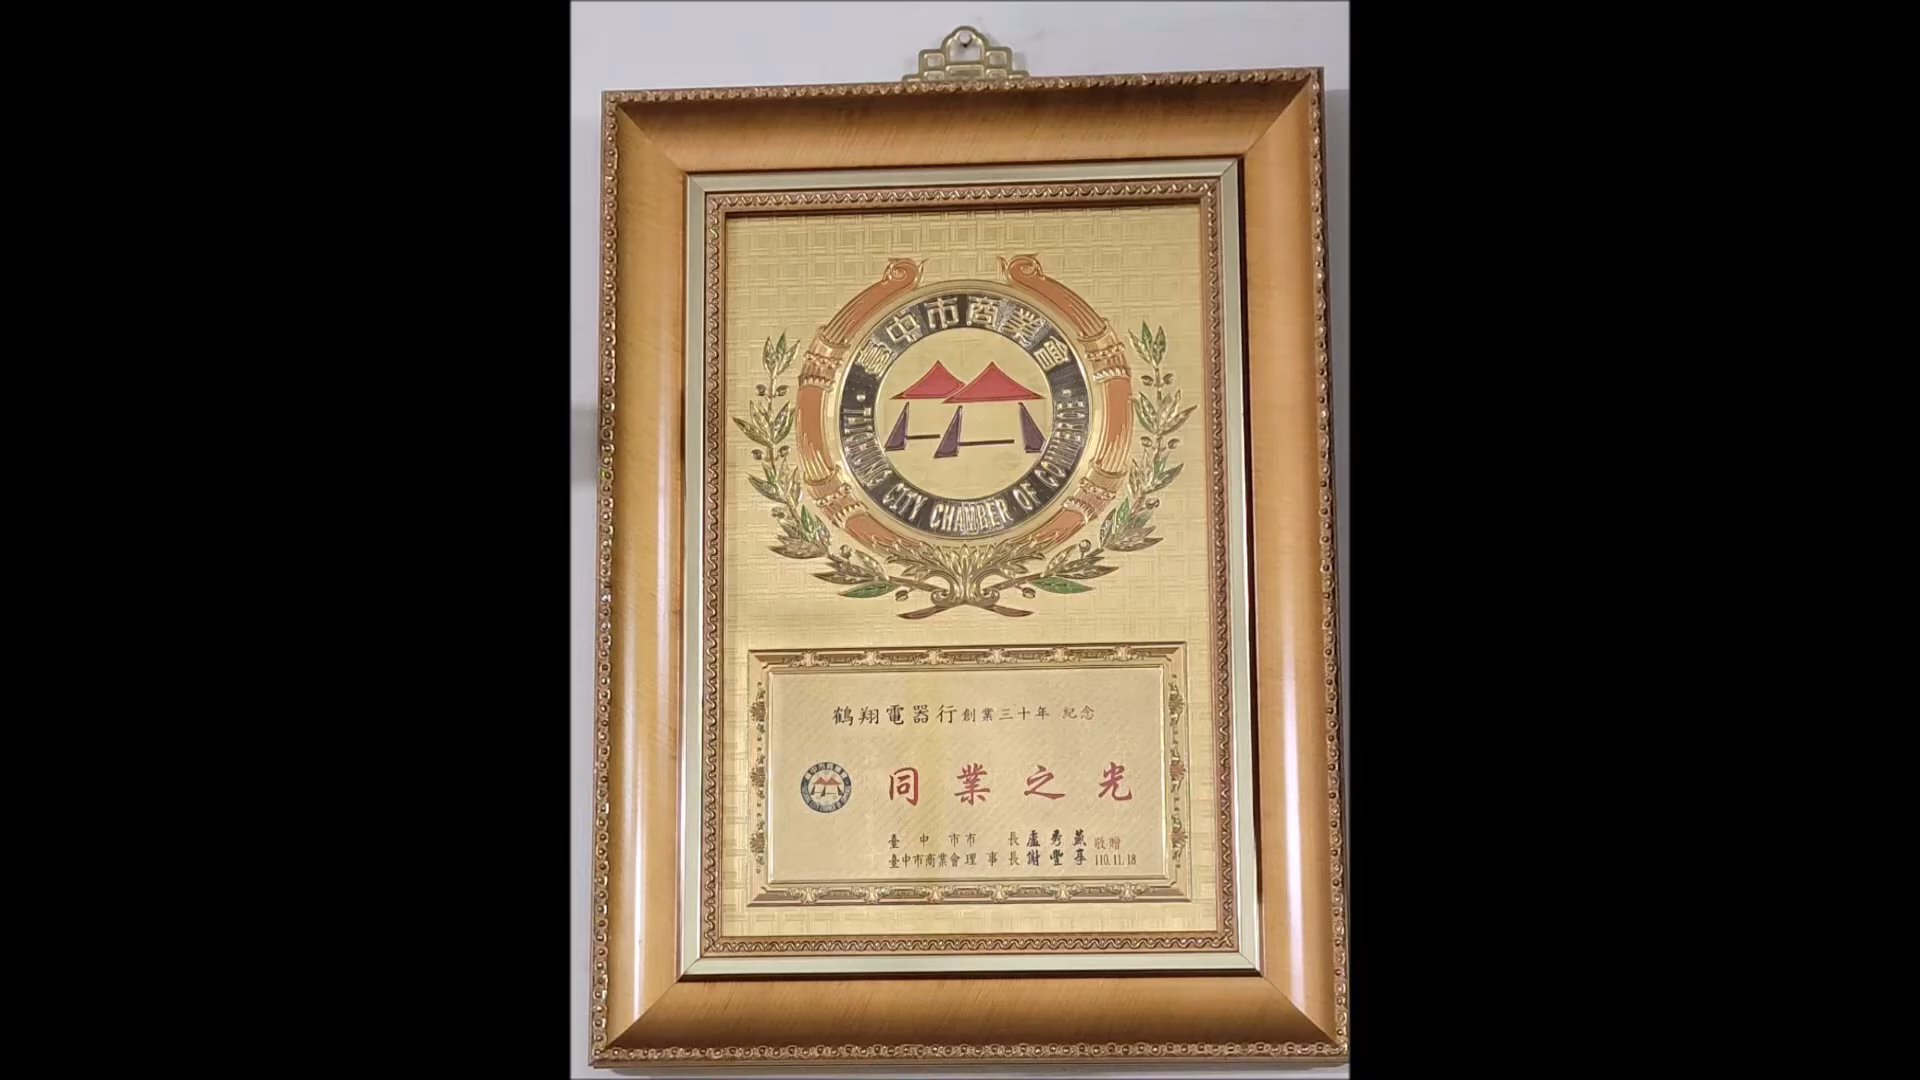 臺中市商業會
TAICHUNG CITY CHAMBER OF COMMERCE
鶴翔電器行創業三十年 紀念
同業之光
臺中市市長盧秀燕
臺中市商業會理事長謝豐享
敬贈
110.11.18